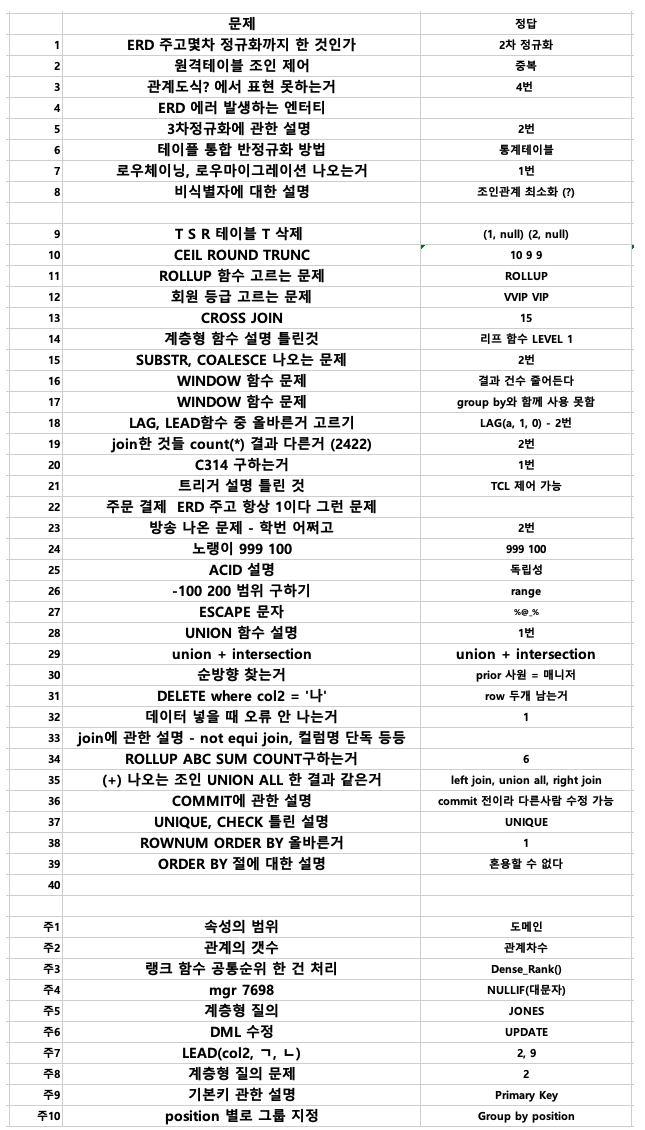 문제 정답
1 ERD 주고몇차 정규화까지 한 것인가 2차 정규화
2 원격테이블 조인 제어 중복
3 관계도식? 에서 표현 못하는거 4번
4 ERD 에러 발생하는 엔터티
5 3차정규화에 관한 설명 2번
6 테이플 통합 반정규화 방법 통계테이블
7 로우체이닝, 로우마이그레이션 나오는거 1번
8 비식별자에 대한 설명 조인관계 최소화 (?)
9 T S R 테이블 T 삭제 (1, null) (2, null)
10 CEIL ROUND TRUNC 10 9 9
11 ROLLUP 함수 고르는 문제 ROLLUP
12 회원 등급 고르는 문제 VVIP VIP
13 CROSS JOIN 15
14 계층형 함수 설명 틀린것 리프 함수 LEVEL 1
15 SUBSTR, COALESCE 나오는 문제 2번
16 WINDOW 함수 문제 결과 건수 줄어든다
17 WINDOW 함수 문제 group by와 함께 사용 못함
18 LAG, LEAD함수 중 올바른거 고르기 LAG(a, 1, 0) - 2번
19 join한 것들 count(*) 결과 다른거 (2422) 2번
20 C314 구하는거 1번
21 트리거 설명 틀린 것 TCL 제어 가능
22 주문 결제 ERD 주고 항상 1이다 그런 문제
23 방송 나온 문제 - 학번 어쩌고 2번
24 노랭이 999 100 999 100
25 ACID 설명 독립성
26 -100 200 범위 구하기 range
27 ESCAPE 문자 %@_%
28 UNION 함수 설명 1번
29 union + intersection union + intersection
30 순방향 찾는거 prior 사원 = 매니저
31 DELETE where col2 = '나' row 두개 남는거
32 데이터 넣을 때 오류 안 나는거 1
33 join에 관한 설명 - not equi join, 컬럼명 단독 등등
34 ROLLUP ABC SUM COUNT구하는거 6
35 (+) 나오는 조인 UNION ALL 한 결과 같은거 left join, union all, right join
36 COMMIT에 관한 설명 commit 전이라 다른사람 수정 가능
37 UNIQUE, CHECK 틀린 설명 UNIQUE
38 ROWNUM ORDER BY 올바른거 1
39 ORDER BY 절에 대한 설명 혼용할 수 없다
40
주1 속성의 범위 도메인
주2 관계의 갯수 관계차수
주3 랭크 함수 공통순위 한 건 처리 Dense_Rank()
주4 mgr 7698 NULLIF(대문자)
주5 계층형 질의 JONES
주6 DML 수정 UPDATE
주7 LEAD(col2, ㄱ, ㄴ) 2, 9
주8 계층형 질의 문제 2
주9 기본키 관한 설명 Primary Key
주10 position 별로 그룹 지정 Group by position